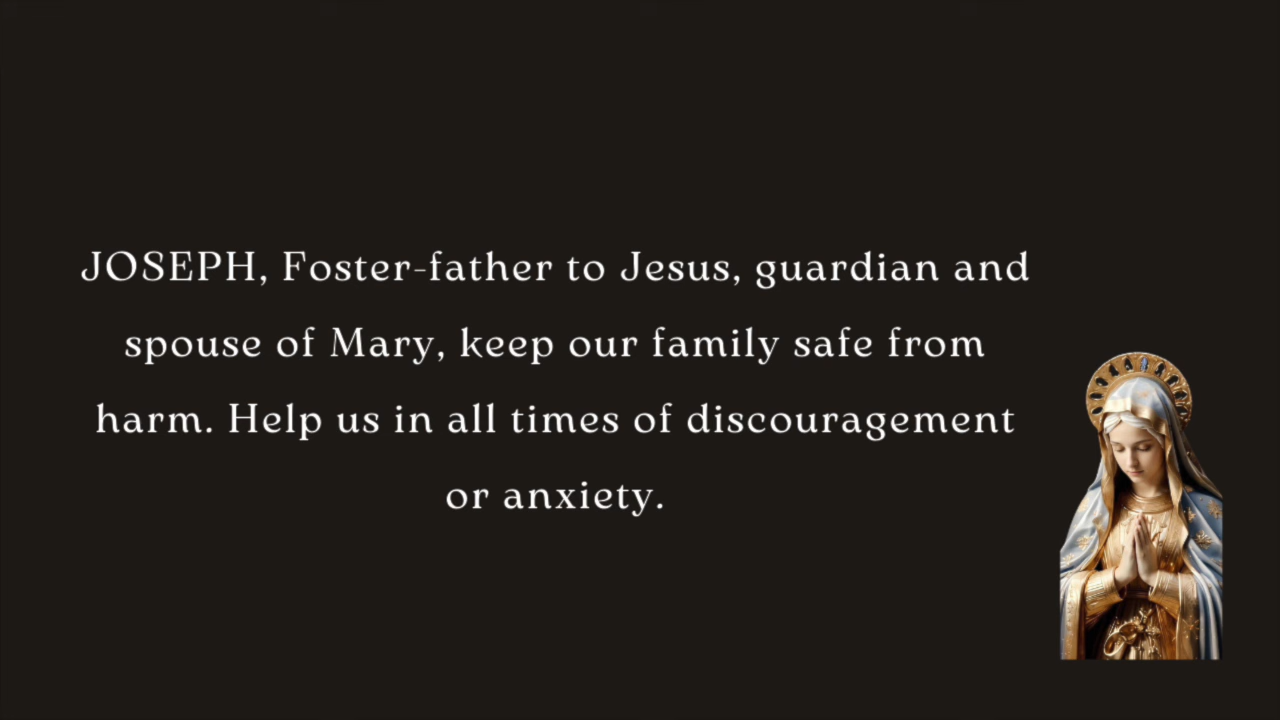 JOSEPH, Foster-father to Jesus, guardian and
spouse of Mary, keep our family safe from
harm. Help us in all times of discouragement
or anxiety.